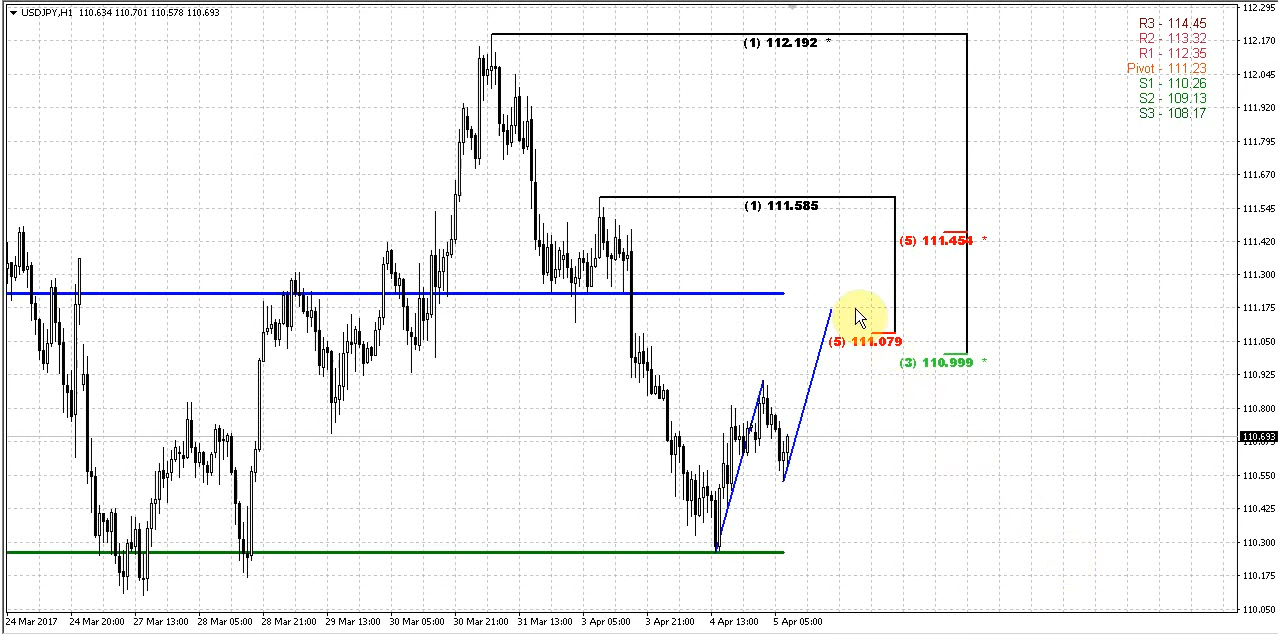 USDJPY,H1 110.634 110.701 110.578 110.693
R3 - 114.45
R2 - 113.32
R1 - 112.35
Pivot - 111.23
S1 - 110.26
S2 - 109.13
S3 - 108.17
(1) 112.192 *
(1) 111.585
(5) 111.454 *
(5) 111.079
(3) 110.999 *
112.295
112.170
112.045
111.920
111.795
111.670
111.545
111.420
111.300
111.175
111.050
110.925
110.800
110.693
110.550
110.425
110.300
110.175
110.050
24 Mar 2017
24 Mar 20:00
27 Mar 13:00
28 Mar 05:00
28 Mar 21:00
29 Mar 13:00
30 Mar 05:00
30 Mar 21:00
31 Mar 13:00
3 Apr 05:00
3 Apr 21:00
4 Apr 13:00
5 Apr 05:00